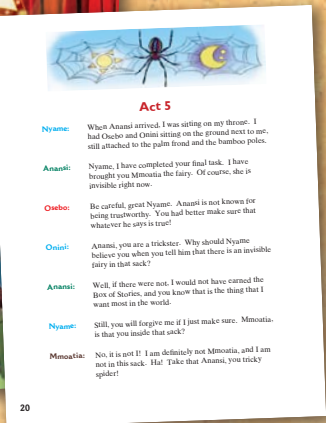 Act 5
Nyame: When Anansi arrived, I was sitting on my throne. I
had Osebo and Onini sitting on the ground next to me,
still attached to the palm frond and the bamboo poles.
Anansi: Nyame, I have completed your final task. I have
brought you Mmoatia the fairy. Of course, she is
invisible right now.
Osebo: Be careful, great Nyame. Anansi is not known for
being trustworthy. You had better make sure that
whatever he says is true!
Onini: Anansi, you are a trickster. Why should Nyame
believe you when you tell him that there is an invisible
fairy in that sack?
Anansi: Well, if there were not, I would not have earned the
Box of Stories, and you know that is the thing that I
want most in the world.
Nyame: Still, you will forgive me if I just make sure. Mmoatia,
is that you inside that sack?
Mmoatia: No, it is not I! I am definitely not Mmoatia, and I am
not in this sack. Ha! Take that Anansi, you tricky
spider!
20